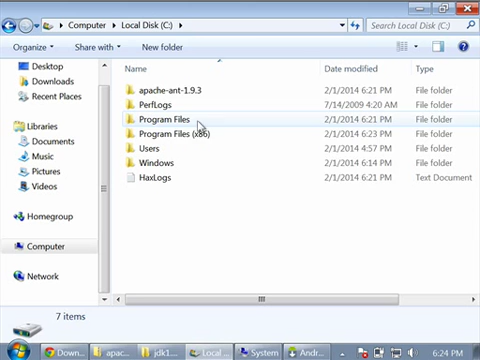 Computer Local Disk (C:) Search Local Disk (C:)
Organize Share with New folder
Name Date modified Type
Desktop
Downloads
Recent Places
Libraries
Documents
Music
Pictures
Videos
Homegroup
Computer
Network
apache-ant-1.9.3 2/1/2014 6:21 PM File folder
PerfLogs 7/14/2009 4:20 AM File folder
Program Files 2/1/2014 6:21 PM File folder
Program Files (x86) 2/1/2014 6:23 PM File folder
Users 2/1/2014 4:57 PM File folder
Windows 2/1/2014 6:14 PM File folder
HaxLogs 2/1/2014 6:21 PM Text Document
7 items
Down... apac... jdk1... Local ... System Andr... 6:24 PM